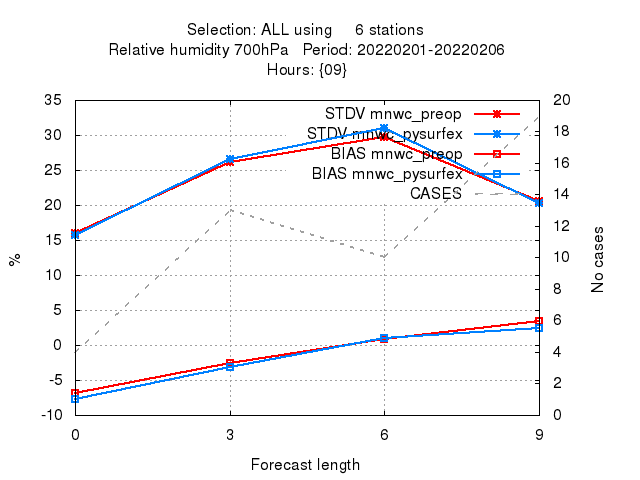 Selection: ALL using 6 stations
Relative humidity 700hPa Period: 20220201-20220206
Hours: {09}
35
30
25
20
15
10
5
0
-5
-10
20
18
16
14
12
10
8
6
4
2
0
STDV mnwc_preop
STDV mnwc_pysurfex
BIAS mnwc_preop
BIAS mnwc_pysurfex
CASES
%
No cases
0 3 6 9
Forecast length